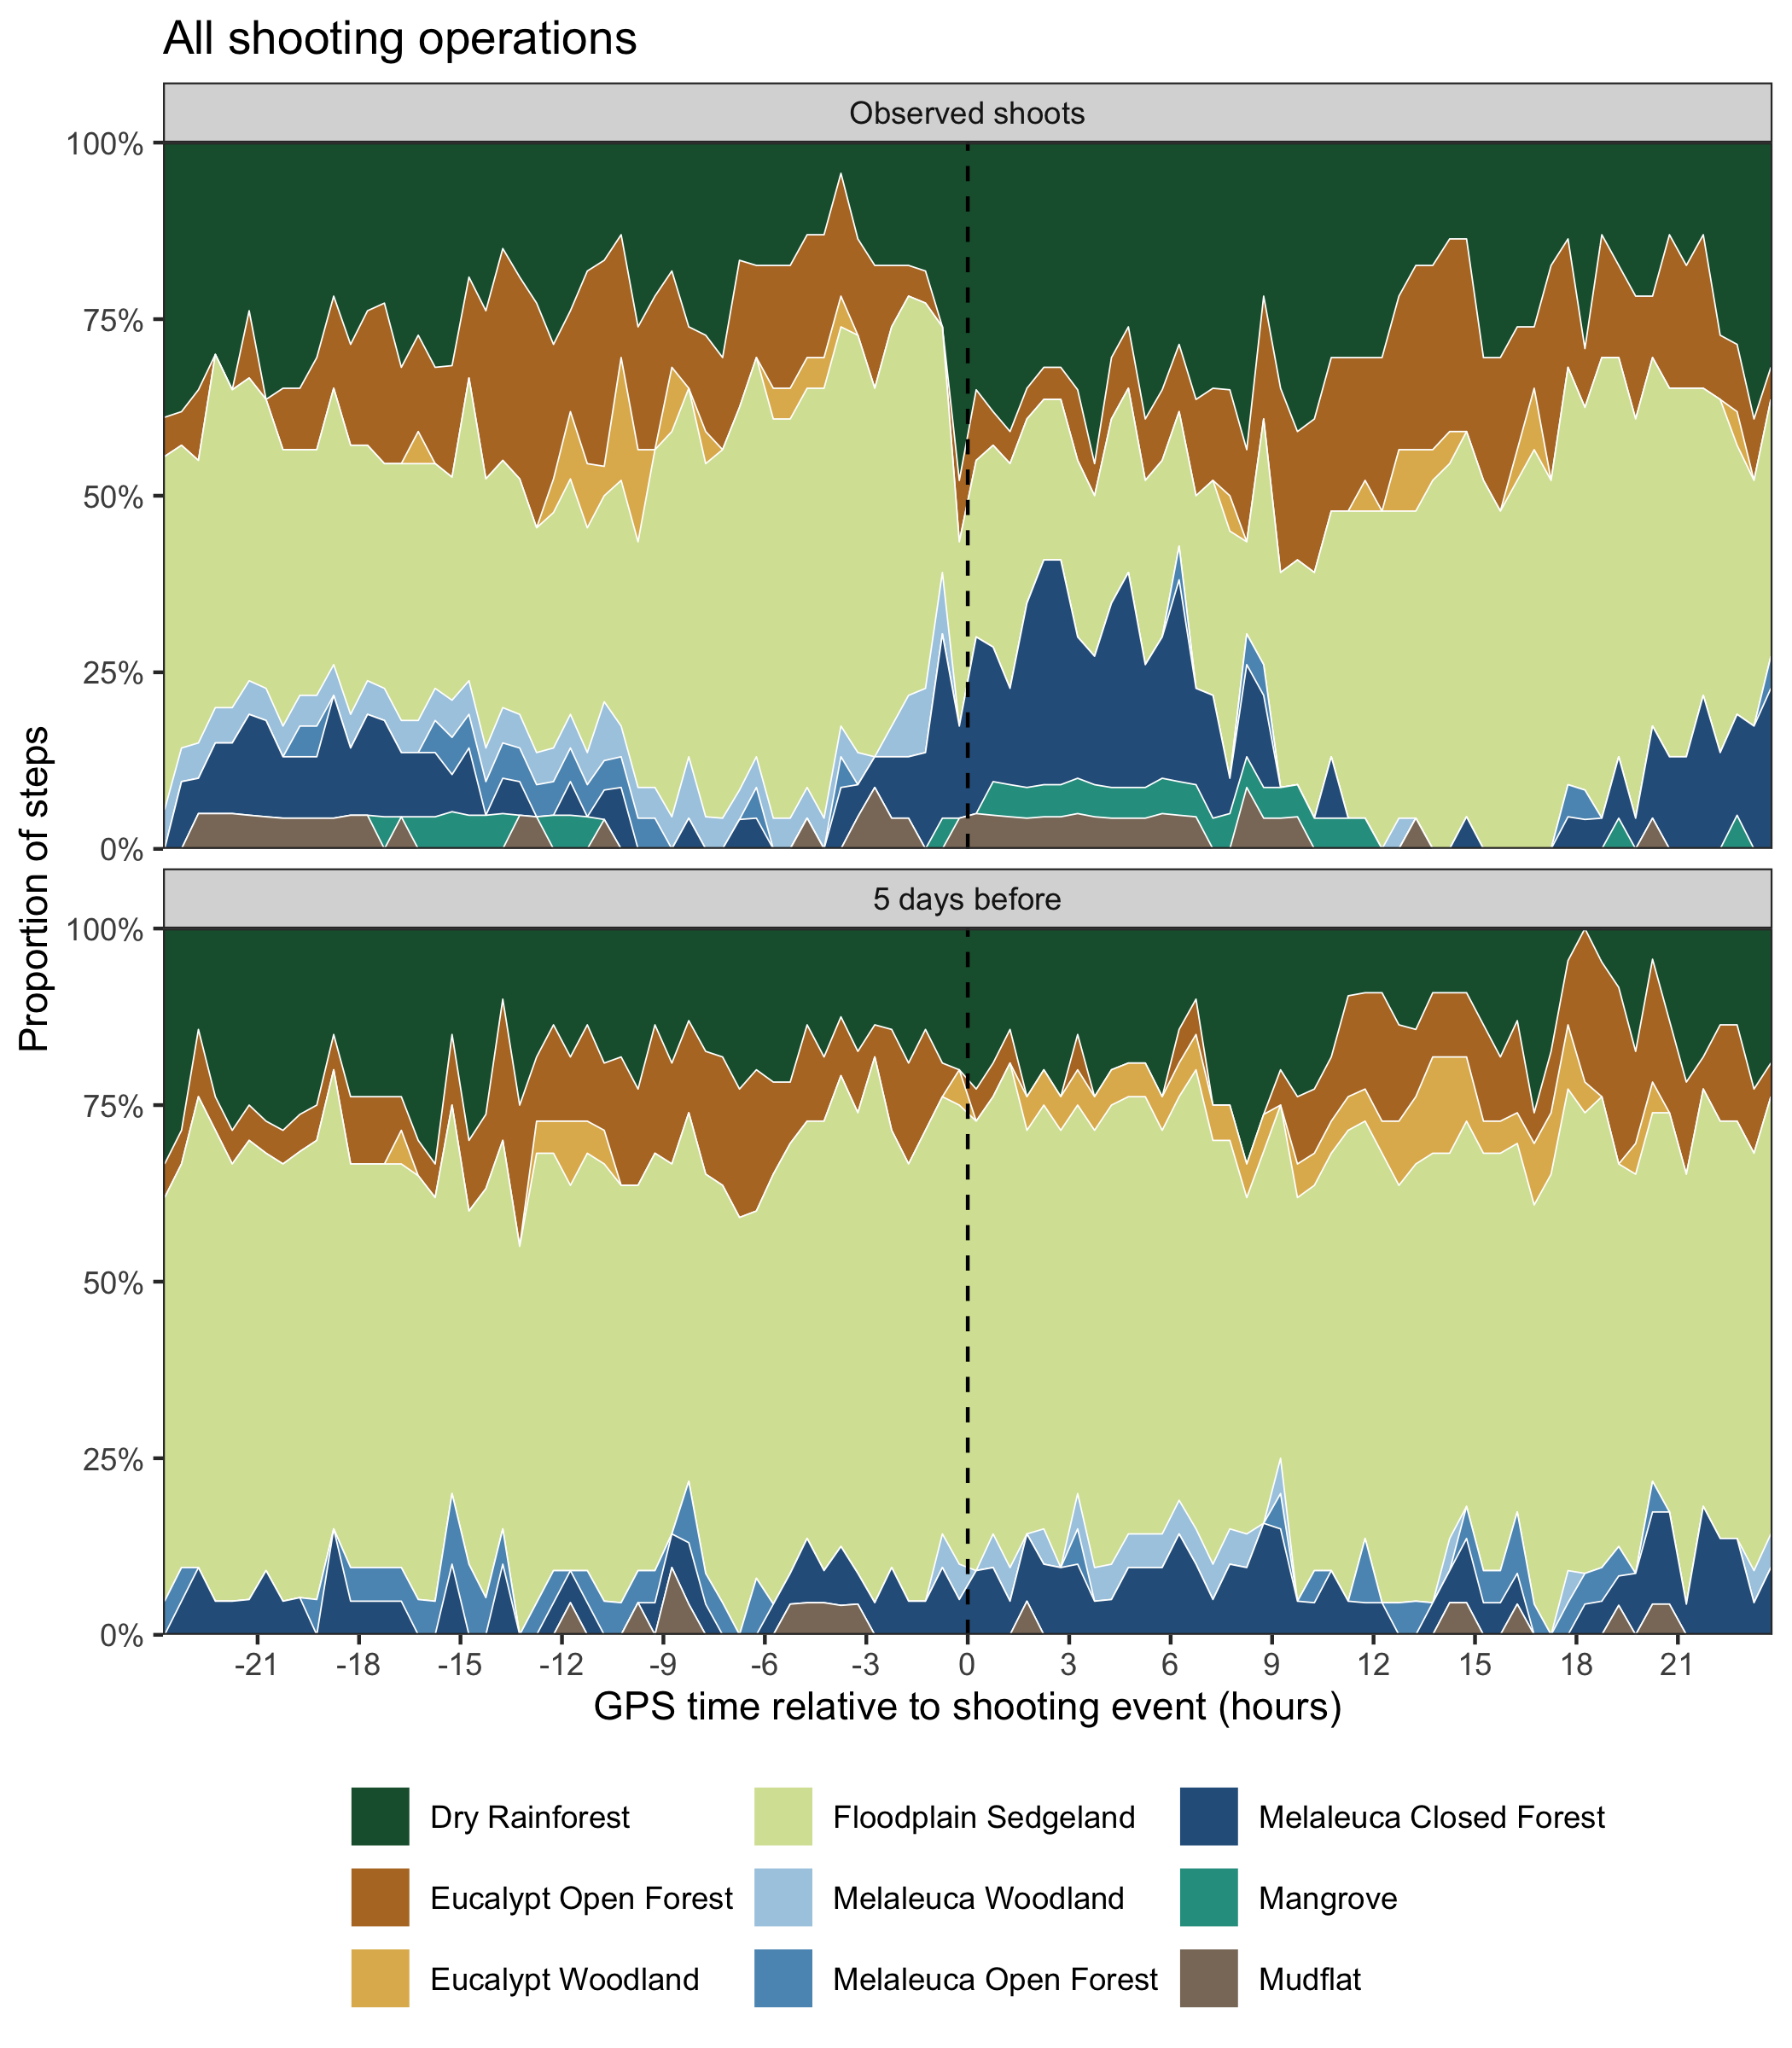 All shooting operations
Observed shoots
100%
75%
50%
25%
0%
5 days before
100%
75%
50%
25%
0%
Proportion of steps
-21 -18 -15 -12 -9 -6 -3 0 3 6 9 12 15 18 21
GPS time relative to shooting event (hours)
Dry Rainforest Floodplain Sedgeland Melaleuca Closed Forest
Eucalypt Open Forest Melaleuca Woodland Mangrove
Eucalypt Woodland Melaleuca Open Forest Mudflat